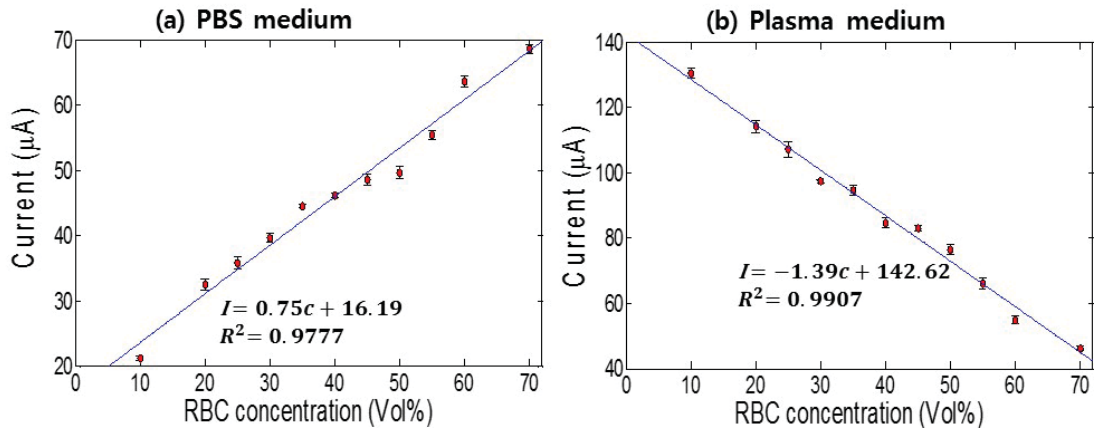 (a) PBS medium
70
60
50
40
30
20
Current (μA)
I = 0.75c + 16.19
R² = 0.9777
0 10 20 30 40 50 60 70
RBC concentration (Vol%)
(b) Plasma medium
140
120
100
80
60
40
Current (μA)
I = −1.39c + 142.62
R² = 0.9907
0 10 20 30 40 50 60 70
RBC concentration (Vol%)